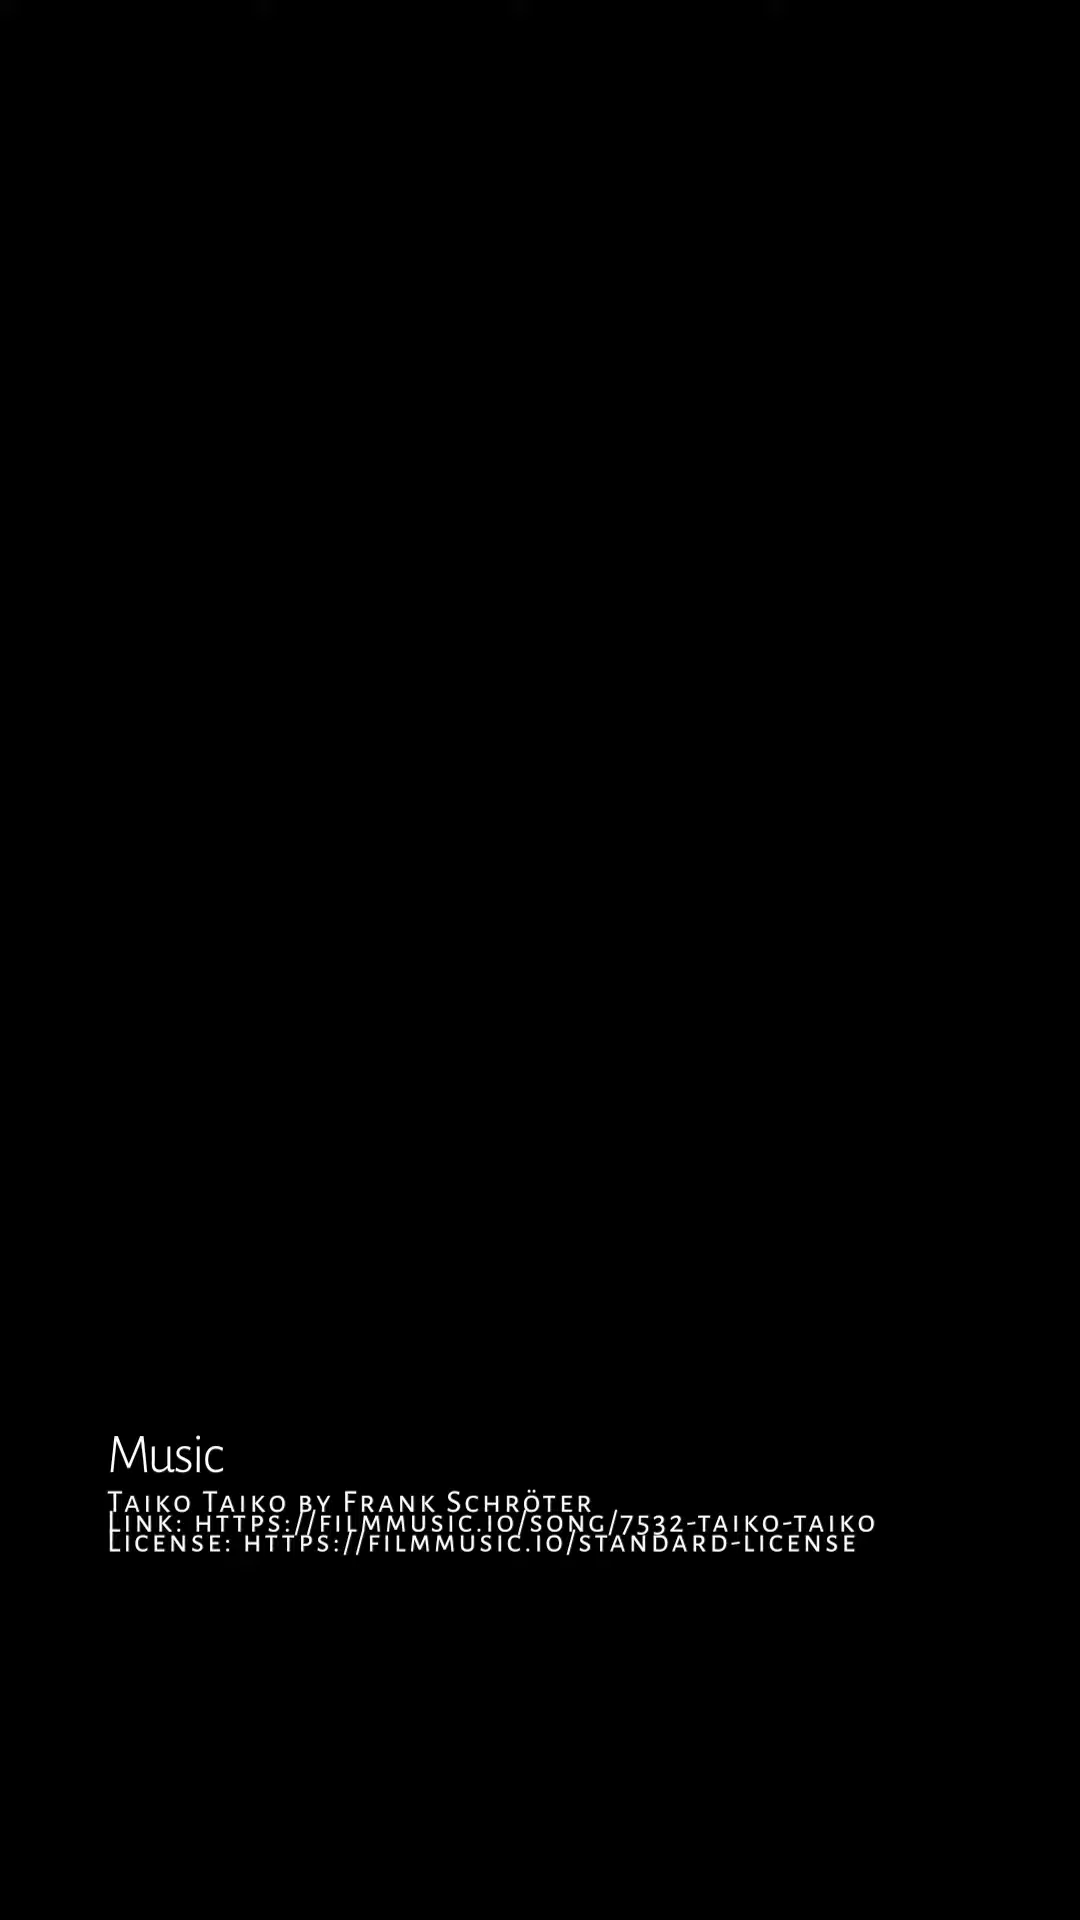 Music
Taiko Taiko by Frank Schröter
Link: https://filmmusic.io/song/7532-taiko-taiko
License: https://filmmusic.io/standard-license